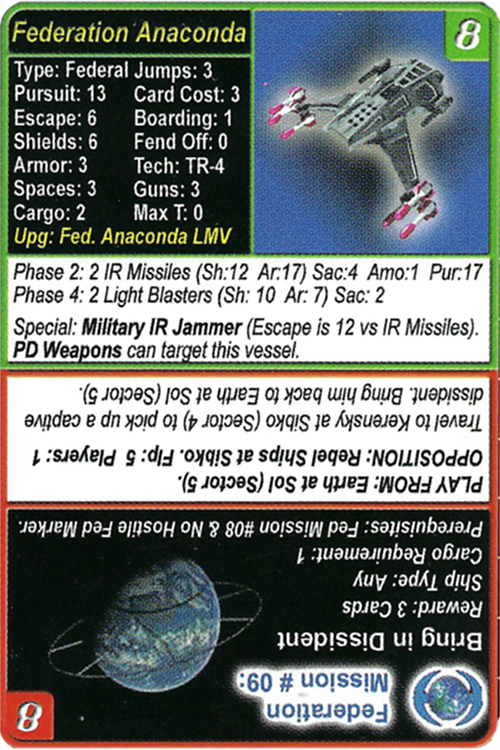 Federation Anaconda
8
Type: Federal Jumps: 3
Pursuit: 13 Card Cost: 3
Escape: 6 Boarding: 1
Shields: 6 Fend Off: 0
Armor: 3 Tech: TR-4
Spaces: 3 Guns: 3
Cargo: 2 Max T: 0
Upg: Fed. Anaconda LMV
Phase 2: 2 IR Missiles (Sh:12 Ar:17) Sac:4 Amo:1 Pur:17
Phase 4: 2 Light Blasters (Sh: 10 Ar: 7) Sac: 2
Special: Military IR Jammer (Escape is 12 vs IR Missiles).
PD Weapons can target this vessel.
Federation
Mission # 09:
8
Bring in Dissident
Reward: 3 Cards
Ship Type: Any
Cargo Requirement: 1
Prerequisites: Fed Mission #08 & No Hostile Fed Marker.
PLAY FROM: Earth at Sol (Sector 5).
OPPOSITION: Rebel Ships at Sibko. Flp: 5 Players: 1
Travel to Kerensky at Sibko (Sector 4) to pick up a captive
dissident. Bring him back to Earth at Sol (Sector 5).